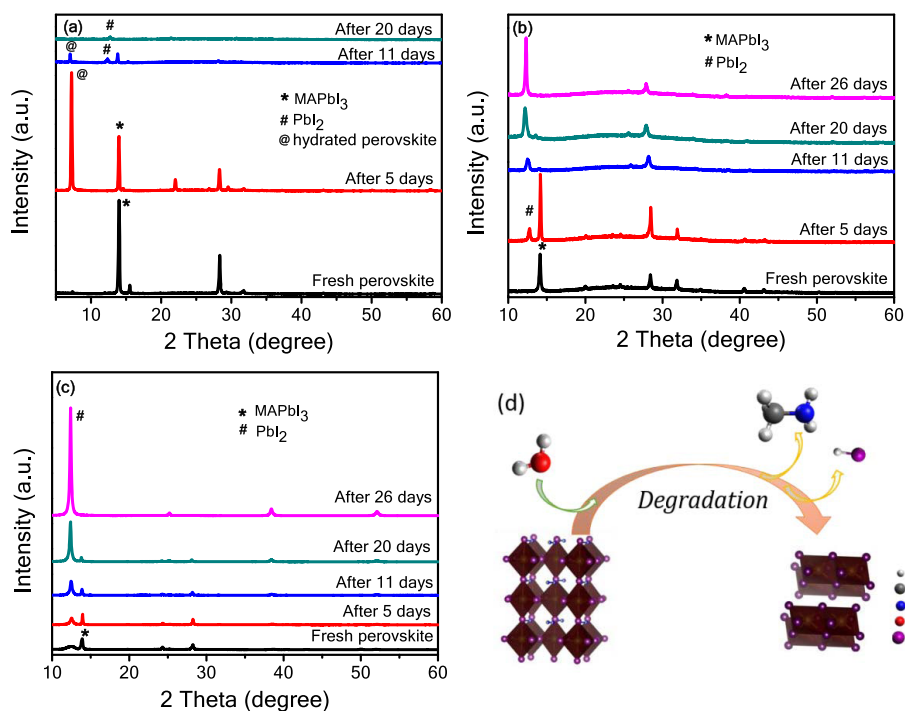 (a)
After 20 days
#
@
#
After 11 days
@
* MAPbI3
# PbI2
@ hydrated perovskite
*
After 5 days
*
Fresh perovskite
Intensity (a.u.)
10 20 30 40 50 60
2 Theta (degree)
(b)
* MAPbI3
# PbI2
After 26 days
After 20 days
After 11 days
#
After 5 days
*
Fresh perovskite
Intensity (a.u.)
10 20 30 40 50 60
2 Theta (degree)
(c)
#
* MAPbI3
# PbI2
After 26 days
After 20 days
After 11 days
After 5 days
*
Fresh perovskite
Intensity (a.u.)
10 20 30 40 50 60
2 Theta (degree)
(d)
Degradation